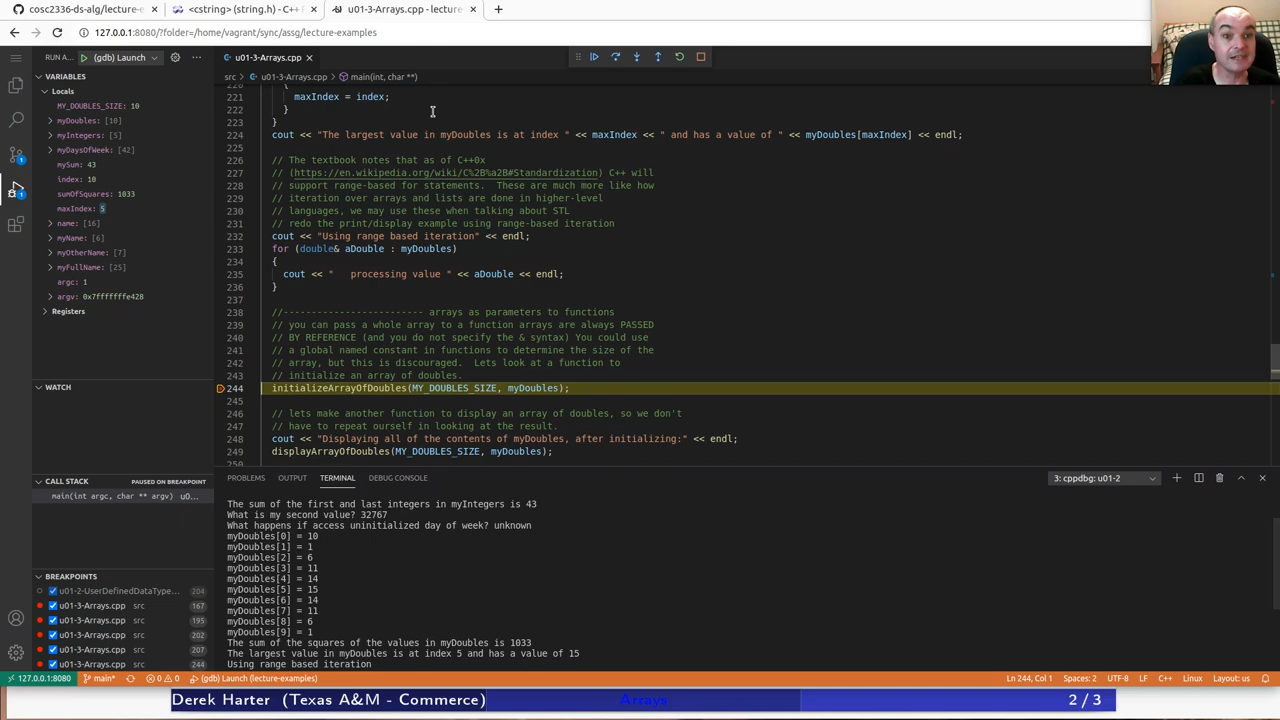 cosc2336-ds-alg/lecture-
<cstring> (string.h) - C++ f
u01-3-Arrays.cpp - lecture-
127.0.0.1:8080/?folder=/home/vagrant/sync/assg/lecture-examples
RUN A...
(gdb) Launch
u01-3-Arrays.cpp
src > u01-3-Arrays.cpp > main(int, char **)
VARIABLES
Locals
MY_DOUBLES_SIZE: 10
myDoubles: [10]
myIntegers: [5]
myDaysOfWeek: [42]
mySum: 43
index: 10
sumOfSquares: 1033
maxIndex: 5
name: [16]
myName: [6]
myOtherName: [7]
myFullName: [25]
argc: 1
argv: 0x7fffffffe428
Registers
WATCH
CALL STACK
PAUSED ON BREAKPOINT
main(int argc, char ** argv) u0...
BREAKPOINTS
u01-2-UserDefinedDataType... 204
u01-3-Arrays.cpp src 167
u01-3-Arrays.cpp src 195
u01-3-Arrays.cpp src 202
u01-3-Arrays.cpp src 207
u01-3-Arrays.cpp src 244
220 {
221 maxIndex = index;
222 }
223 }
224 cout << "The largest value in myDoubles is at index " << maxIndex << " and has a value of " << myDoubles[maxIndex] << endl;
225
226 // The textbook notes that as of C++0x
227 // (https://en.wikipedia.org/wiki/C%2B%2B#Standardization) C++ will
228 // support range-based for statements.  These are much more like how
229 // iteration over arrays and lists are done in higher-level
230 // languages, we may use these when talking about STL
231 // redo the print/display example using range-based iteration
232 cout << "Using range based iteration" << endl;
233 for (double& aDouble : myDoubles)
234 {
235 cout << "   processing value " << aDouble << endl;
236 }
237
238 //------------------------- arrays as parameters to functions
239 // you can pass a whole array to a function arrays are always PASSED
240 // BY REFERENCE (and you do not specify the & syntax) You could use
241 // a global named constant in functions to determine the size of the
242 // array, but this is discouraged.  Lets look at a function to
243 // initialize an array of doubles.
244 initializeArrayOfDoubles(MY_DOUBLES_SIZE, myDoubles);
245
246 // lets make another function to display an array of doubles, so we don't
247 // have to repeat ourself in looking at the result.
248 cout << "Displaying all of the contents of myDoubles, after initializing:" << endl;
249 displayArrayOfDoubles(MY_DOUBLES_SIZE, myDoubles);
250
PROBLEMS OUTPUT TERMINAL DEBUG CONSOLE
3: cppdbg: u01-2
The sum of the first and last integers in myIntegers is 43
What is my second value? 32767
What happens if access uninitialized day of week? unknown
myDoubles[0] = 10
myDoubles[1] = 1
myDoubles[2] = 6
myDoubles[3] = 11
myDoubles[4] = 14
myDoubles[5] = 15
myDoubles[6] = 14
myDoubles[7] = 11
myDoubles[8] = 6
myDoubles[9] = 1
The sum of the squares of the values in myDoubles is 1033
The largest value in myDoubles is at index 5 and has a value of 15
Using range based iteration
127.0.0.1:8080 main* 0 0 (gdb) Launch (lecture-examples)
Ln 244, Col 1 Spaces: 2 UTF-8 LF C++ Linux Layout: us
Derek Harter (Texas A&M - Commerce) Arrays 2 / 3